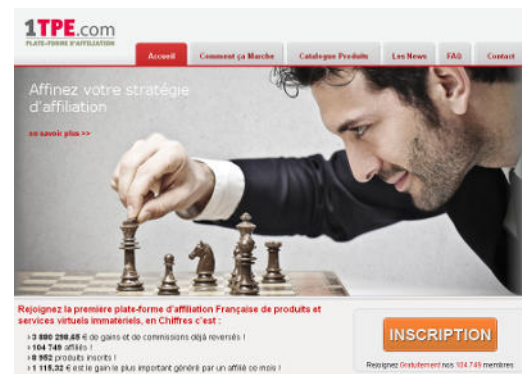 1TPE.com
PLATE-FORME D'AFFILIATION
Accueil
Comment ça Marche
Catalogue Produits
Les News
FAQ
Contact
Affinez votre stratégie
d'affiliation
en savoir plus >>
Rejoignez la première plate-forme d'affiliation Française de produits et
services virtuels immatériels, en Chiffres c'est :
› 3 880 298,65 € de gains et de commissions déjà reversés !
› 104 749 affiliés !
› 8 952 produits inscrits !
› 1 115,32 € est le gain le plus important généré par un affilié ce mois !
INSCRIPTION
Rejoignez Gratuitement nos 104 749 membres